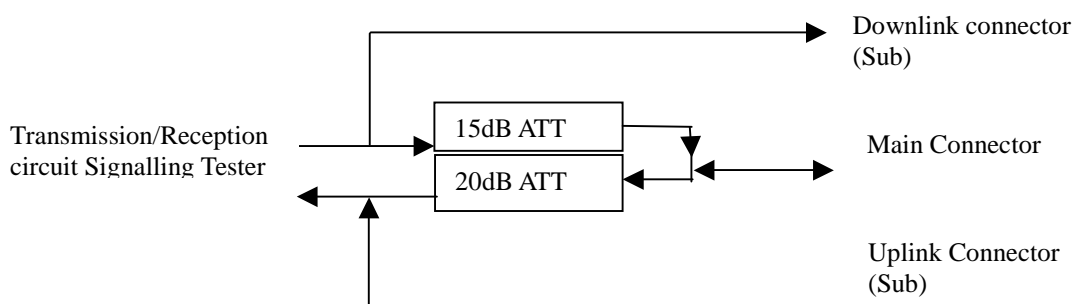 Downlink connector
(Sub)
15dB ATT
Transmission/Reception
circuit Signalling Tester
Main Connector
20dB ATT
Uplink Connector
(Sub)